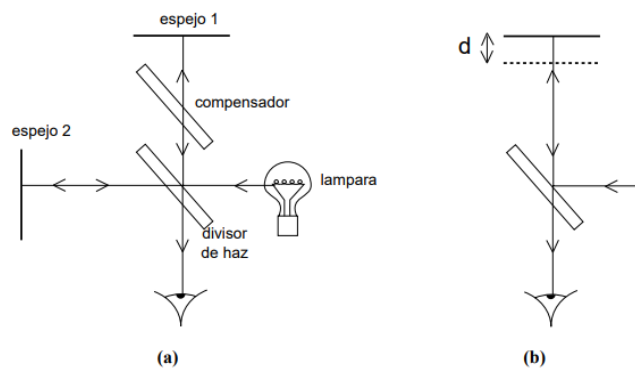 espejo 1
compensador
espejo 2
lampara
divisor
de haz
(a)
d
(b)